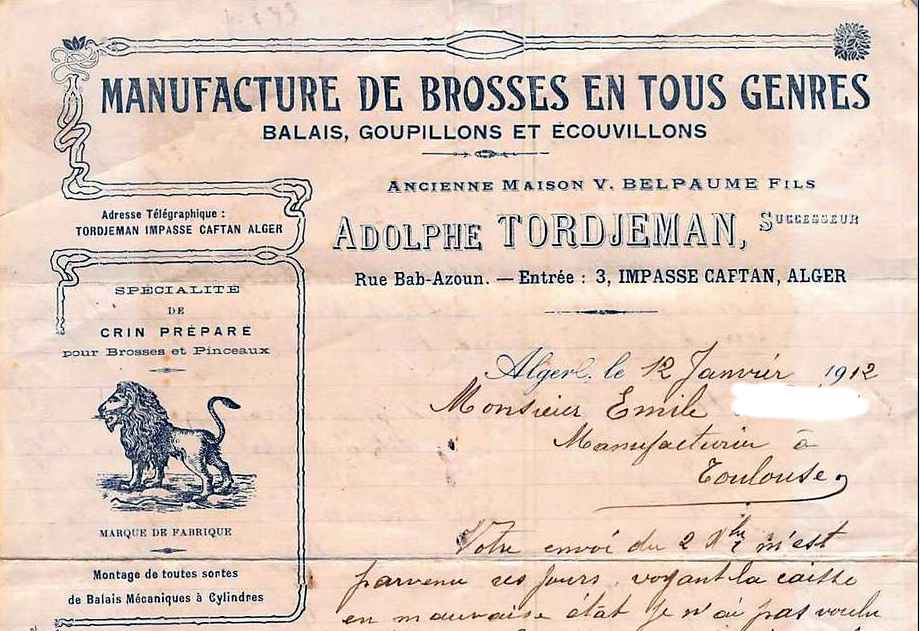 MANUFACTURE DE BROSSES EN TOUS GENRES
BALAIS, GOUPILLONS ET ÉCOUVILLONS
ANCIENNE MAISON V. BELPAUME FILS
ADOLPHE TORDJEMAN, SUCCESSEUR
Rue Bab-Azoun. — Entrée : 3, IMPASSE CAFTAN, ALGER
Adresse Télégraphique :
TORDJEMAN IMPASSE CAFTAN ALGER
SPÉCIALITÉ
DE
CRIN PRÉPARÉ
pour Brosses et Pinceaux
MARQUE DE FABRIQUE
Montage de toutes sortes
de Balais Mécaniques à Cylindres
Alger, le 12 Janvier 1912
Monsieur Emile
Manufacturier à
Toulouse
Votre envoi du 2 m'est
parvenu ces jours, voyant la caisse
en mauvaise état je n'ai pas voulu